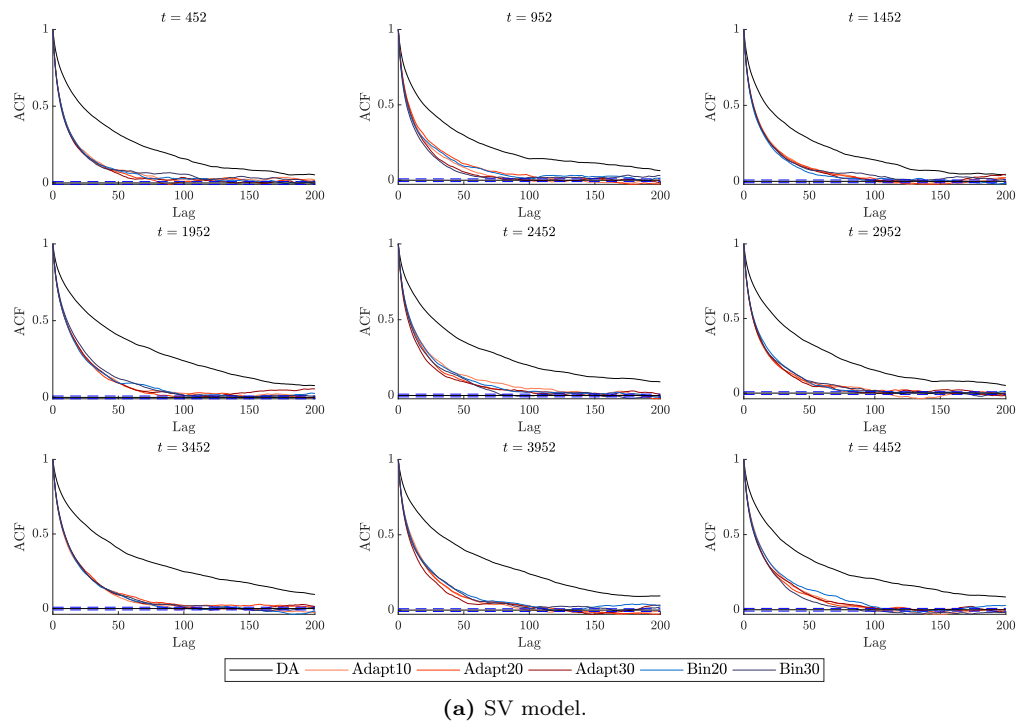 t = 452
t = 952
t = 1452
1
0.5
0
ACF
0 50 100 150 200
Lag
1
0.5
0
ACF
0 50 100 150 200
Lag
1
0.5
0
ACF
0 50 100 150 200
Lag
t = 1952
t = 2452
t = 2952
1
0.5
0
ACF
0 50 100 150 200
Lag
1
0.5
0
ACF
0 50 100 150 200
Lag
1
0.5
0
ACF
0 50 100 150 200
Lag
t = 3452
t = 3952
t = 4452
1
0.5
0
ACF
0 50 100 150 200
Lag
1
0.5
0
ACF
0 50 100 150 200
Lag
1
0.5
0
ACF
0 50 100 150 200
Lag
DA Adapt10 Adapt20 Adapt30 Bin20 Bin30
(a) SV model.